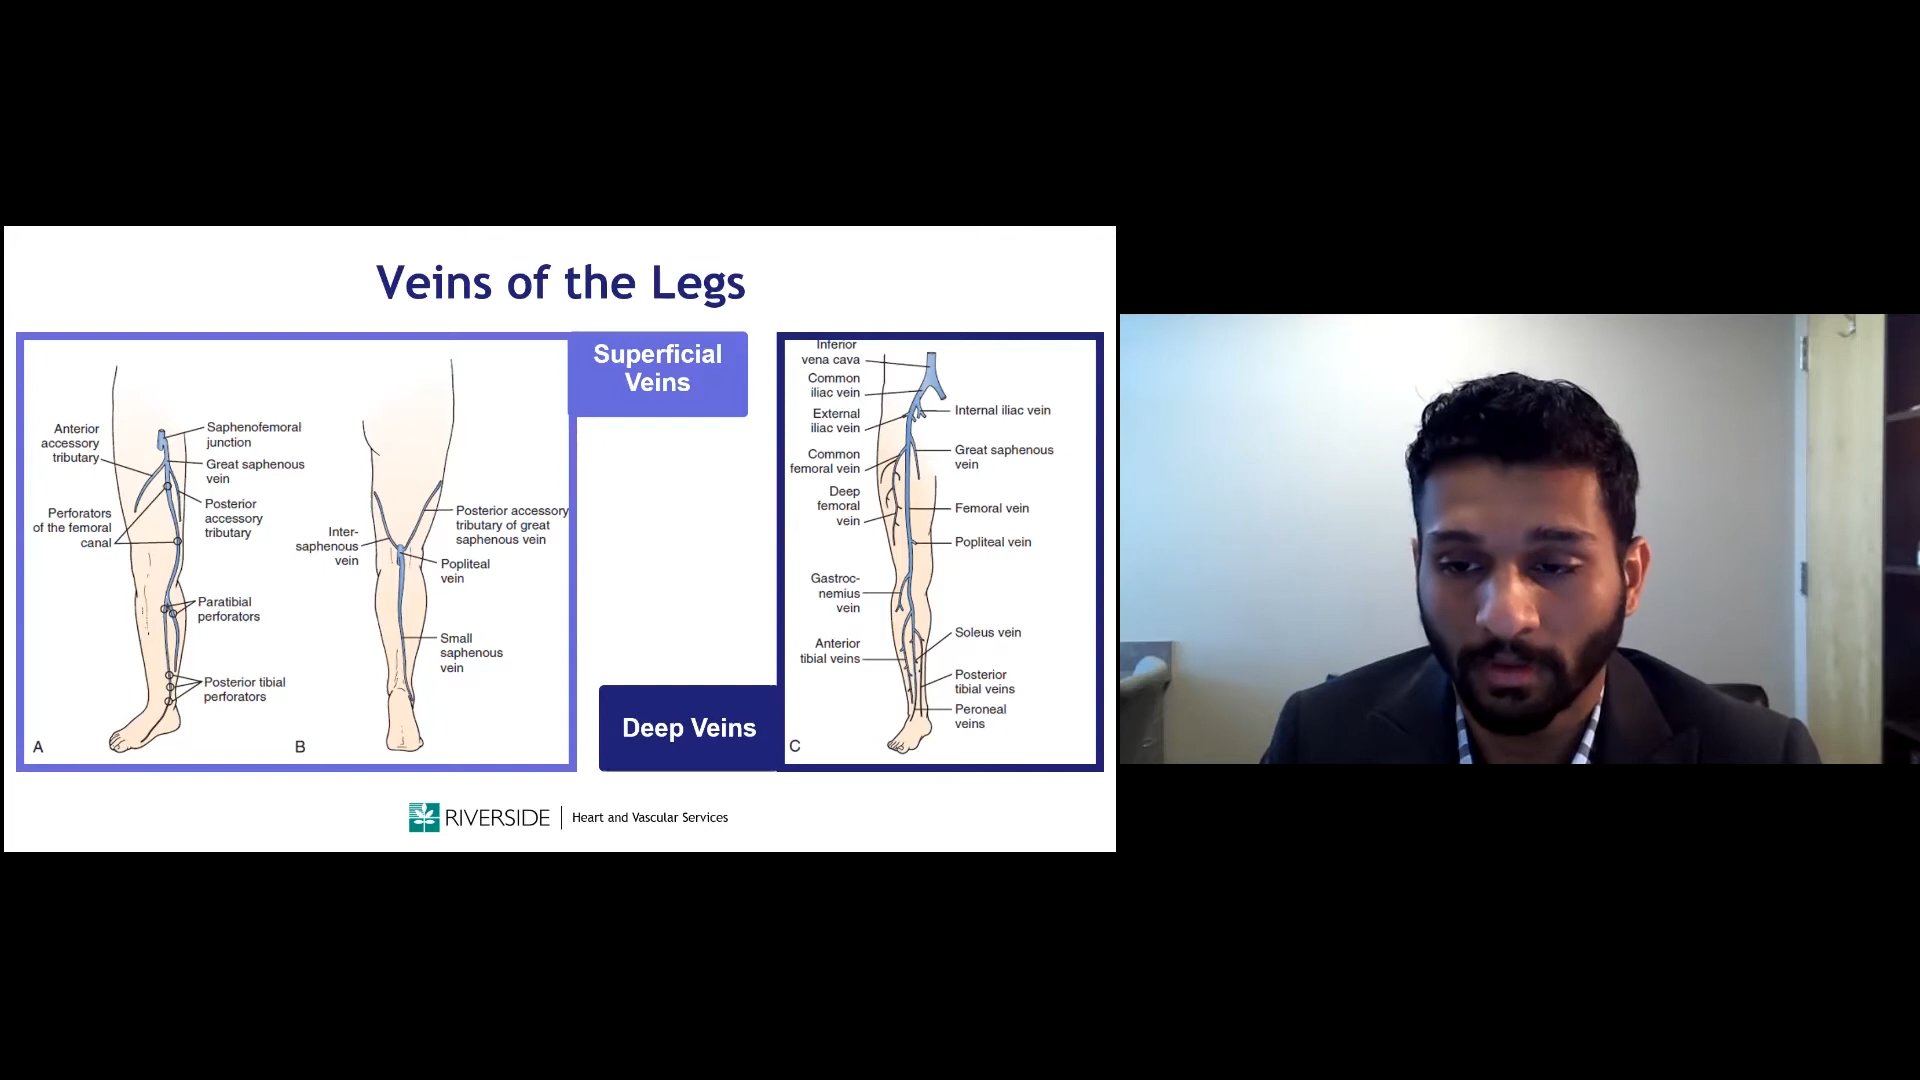 Veins of the Legs
Superficial
Veins
Anterior
accessory
tributary
Saphenofemoral
junction
Great saphenous
vein
Posterior
accessory
tributary
Perforators
of the femoral
canal
Paratibial
perforators
Posterior tibial
perforators
A
Inter-
saphenous
vein
Posterior accessory
tributary of great
saphenous vein
Popliteal
vein
Small
saphenous
vein
B
Deep Veins
Inferior
vena cava
Common
iliac vein
External
iliac vein
Common
femoral vein
Deep
femoral
vein
Gastroc-
nemius
vein
Anterior
tibial veins
Internal iliac vein
Great saphenous
vein
Femoral vein
Popliteal vein
Soleus vein
Posterior
tibial veins
Peroneal
veins
C
RIVERSIDE
Heart and Vascular Services